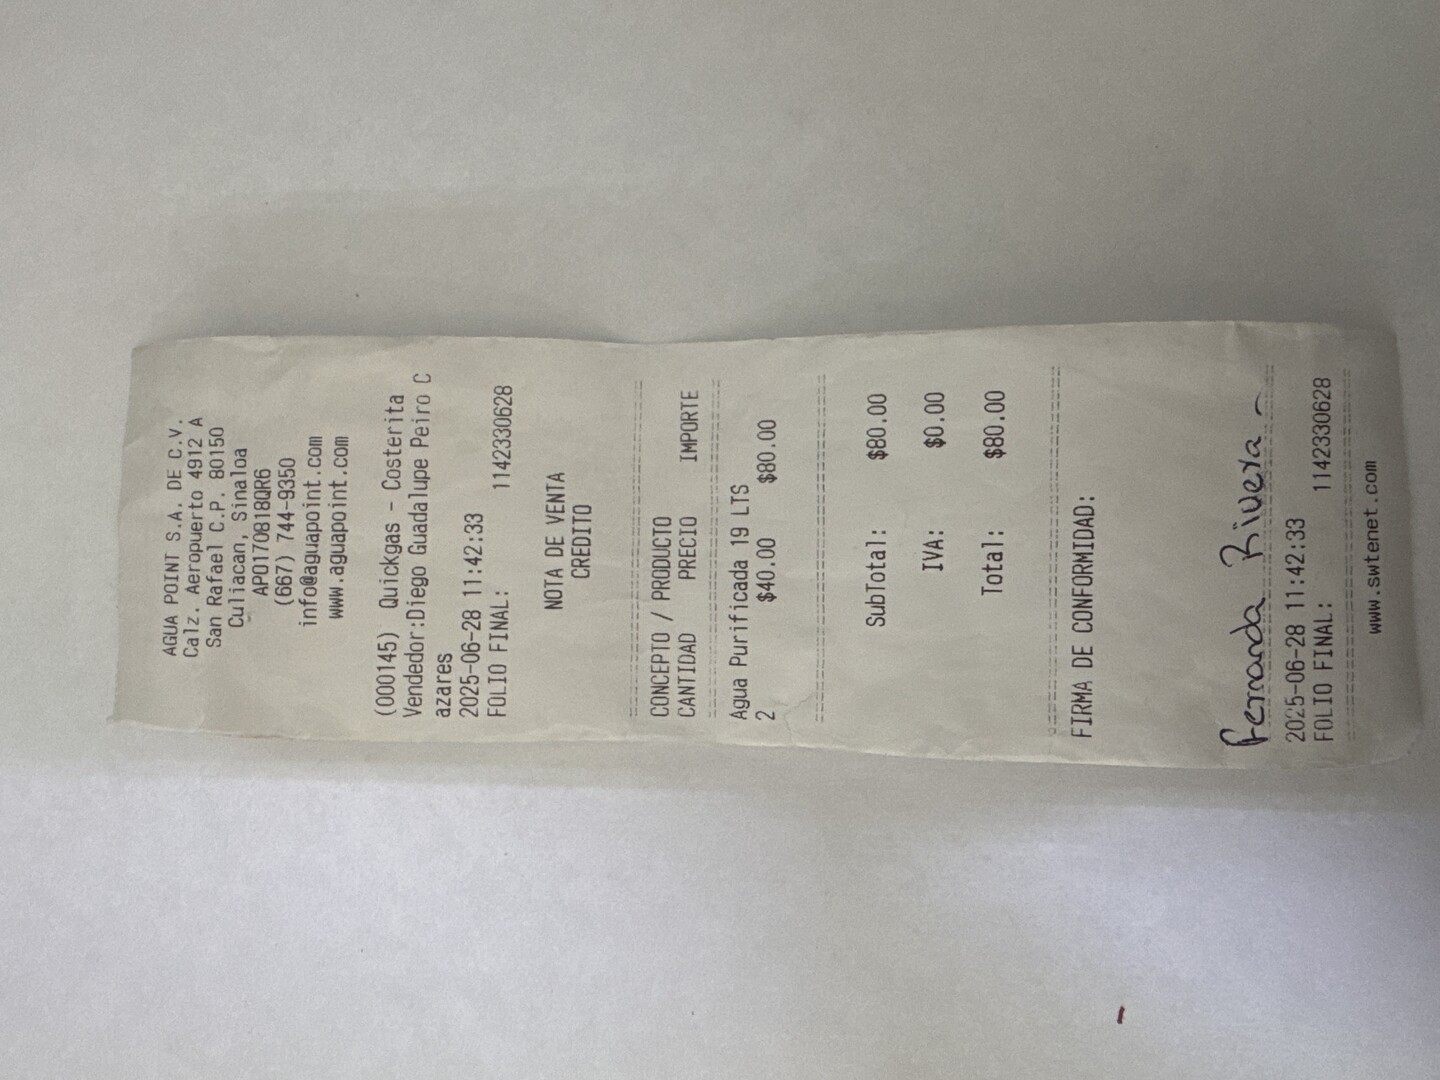 AGUA POINT S.A. DE C.V.
Calz. Aeropuerto 4912 A
San Rafael C.P. 80150
Culiacan, Sinaloa
APO170818QR6
(667) 744-9350
info@aguapoint.com
www.aguapoint.com
(000145) Quickgas - Costerita
Vendedor:Diego Guadalupe Peiro C
azares
2025-06-28 11:42:33
FOLIO FINAL: 1142330628
NOTA DE VENTA
CREDITO
CONCEPTO / PRODUCTO
CANTIDAD PRECIO IMPORTE
Agua Purificada 19 LTS
2 $40.00 $80.00
SubTotal: $80.00
IVA: $0.00
Total: $80.00
FIRMA DE CONFORMIDAD:
Fernanda Rivera
2025-06-28 11:42:33
FOLIO FINAL: 1142330628
www.swtenet.com